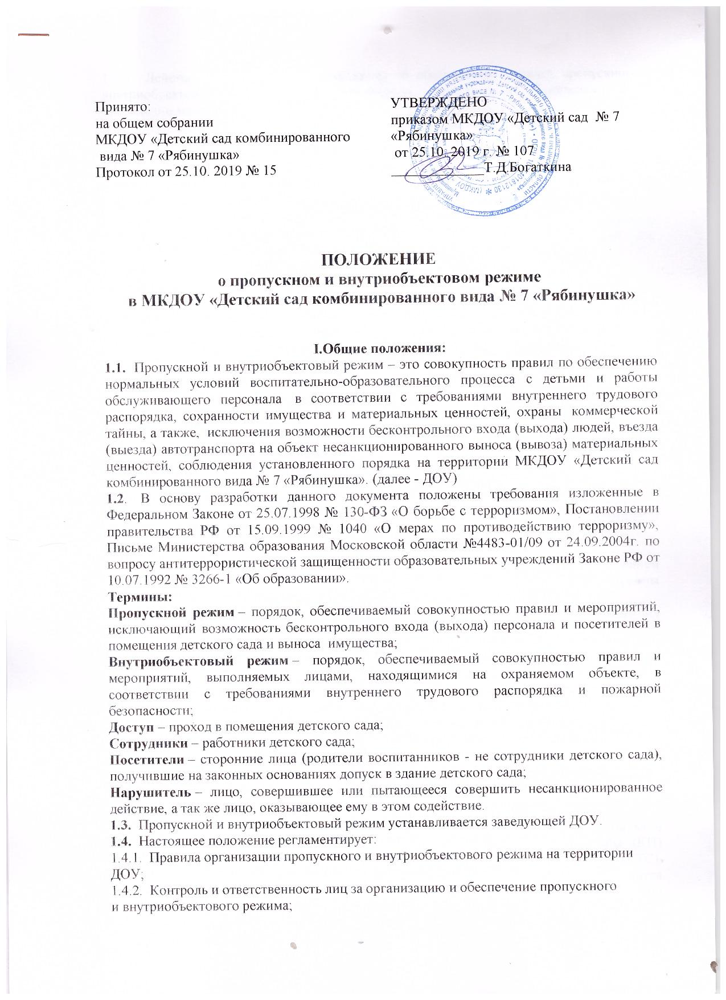 Принято:
на общем собрании
МКДОУ «Детский сад комбинированного
вида № 7 «Рябинушка»
Протокол от 25.10. 2019 № 15
УТВЕРЖДЕНО
приказом МКДОУ «Детский сад № 7
«Рябинушка»
от 25.10. 2019 г. № 107
_____________Т.Д.Богаткина
ПОЛОЖЕНИЕ
о пропускном и внутриобъектовом режиме
в МКДОУ «Детский сад комбинированного вида № 7 «Рябинушка»
I.Общие положения:
1.1. Пропускной и внутриобъектовый режим – это совокупность правил по обеспечению
нормальных условий воспитательно-образовательного процесса с детьми и работы
обслуживающего персонала в соответствии с требованиями внутреннего трудового
распорядка, сохранности имущества и материальных ценностей, охраны коммерческой
тайны, а также, исключения возможности бесконтрольного входа (выхода) людей, въезда
(выезда) автотранспорта на объект несанкционированного выноса (вывоза) материальных
ценностей, соблюдения установленного порядка на территории МКДОУ «Детский сад
комбинированного вида № 7 «Рябинушка». (далее - ДОУ)
1.2. В основу разработки данного документа положены требования изложенные в
Федеральном Законе от 25.07.1998 № 130-ФЗ «О борьбе с терроризмом», Постановлении
правительства РФ от 15.09.1999 № 1040 «О мерах по противодействию терроризму»,
Письме Министерства образования Московской области №4483-01/09 от 24.09.2004г. по
вопросу антитеррористической защищенности образовательных учреждений Законе РФ от
10.07.1992 № 3266-1 «Об образовании».
Термины:
Пропускной режим – порядок, обеспечиваемый совокупностью правил и мероприятий,
исключающий возможность бесконтрольного входа (выхода) персонала и посетителей в
помещения детского сада и выноса имущества;
Внутриобъектовый режим – порядок, обеспечиваемый совокупностью правил и
мероприятий, выполняемых лицами, находящимися на охраняемом объекте, в
соответствии с требованиями внутреннего трудового распорядка и пожарной
безопасности;
Доступ – проход в помещения детского сада;
Сотрудники – работники детского сада;
Посетители – сторонние лица (родители воспитанников - не сотрудники детского сада),
получившие на законных основаниях допуск в здание детского сада;
Нарушитель – лицо, совершившее или пытающееся совершить несанкционированное
действие, а так же лицо, оказывающее ему в этом содействие.
1.3. Пропускной и внутриобъектовый режим устанавливается заведующей ДОУ.
1.4. Настоящее положение регламентирует:
1.4.1. Правила организации пропускного и внутриобъектового режима на территории
ДОУ;
1.4.2. Контроль и ответственность лиц за организацию и обеспечение пропускного
и внутриобъектового режима;